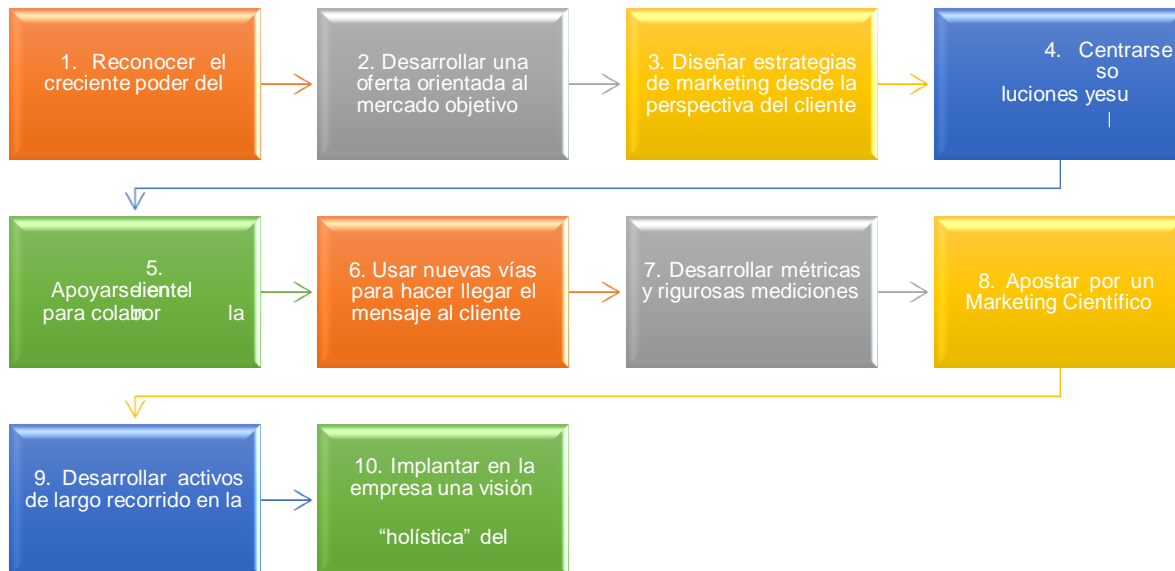 1. Reconocer el
creciente poder del
2. Desarrollar una
oferta orientada al
mercado objetivo
3. Diseñar estrategias
de marketing desde la
perspectiva del cliente
4. Centrarse
so
luciones yesu
5.
para
la
6. Usar nuevas vías
para hacer llegar el
mensaje al cliente
7. Desarrollar métricas
y rigurosas mediciones
8. Apostar por un
Marketing Científico
9. Desarrollar activos
de largo recorrido en la
10. Implantar en la
empresa una visión
“holística” del